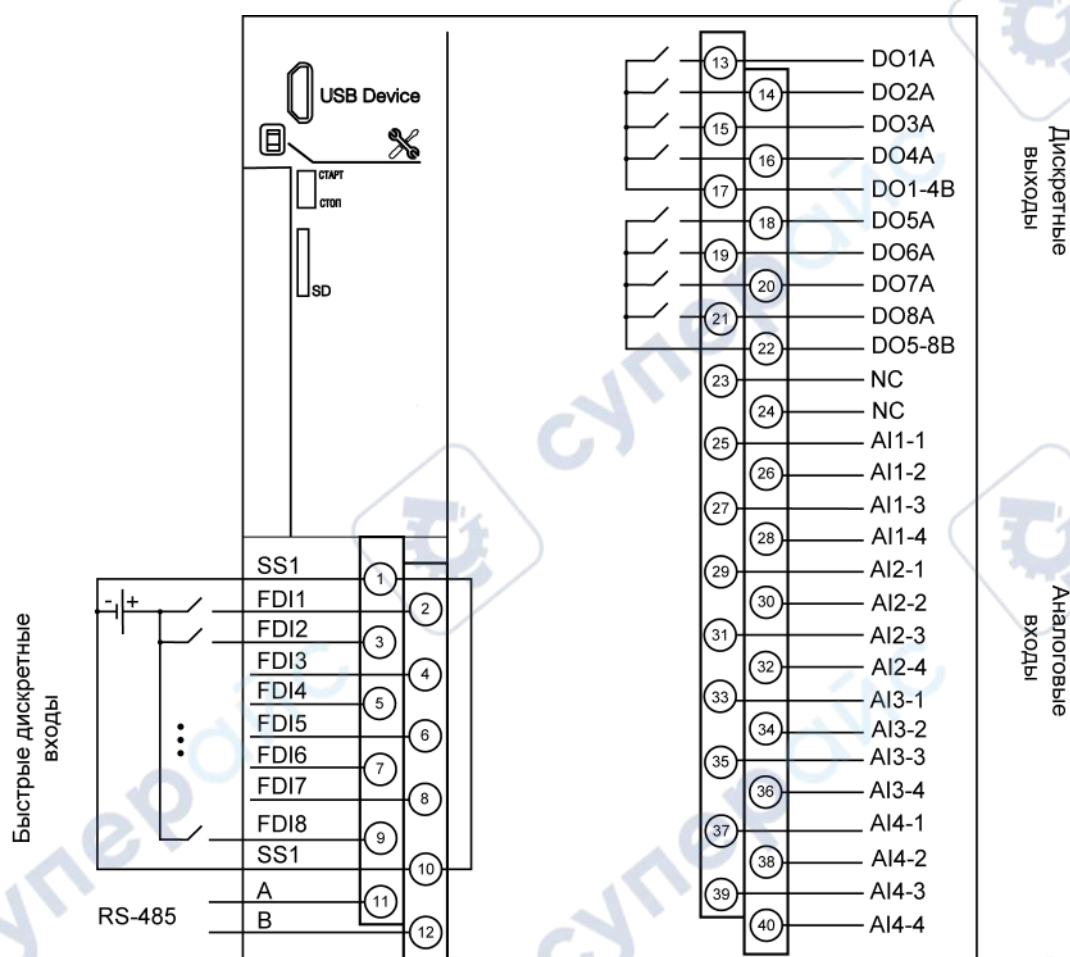 USB Device
СТАРТ
СТОП
SD
SS1
1
FDI1
2
- +
FDI2
3
FDI3
4
FDI4
5
FDI5
6
FDI6
7
FDI7
8
FDI8
9
SS1
10
A
11
B
12
RS-485
Быстрые дискретные
входы
13 DO1A
14 DO2A
15 DO3A
16 DO4A
17 DO1-4B
18 DO5A
19 DO6A
20 DO7A
21 DO8A
22 DO5-8B
23 NC
24 NC
25 AI1-1
26 AI1-2
27 AI1-3
28 AI1-4
29 AI2-1
30 AI2-2
31 AI2-3
32 AI2-4
33 AI3-1
34 AI3-2
35 AI3-3
36 AI3-4
37 AI4-1
38 AI4-2
39 AI4-3
40 AI4-4
Дискретные
выходы
Аналоговые
входы
суперайс
суперайс
суперайс